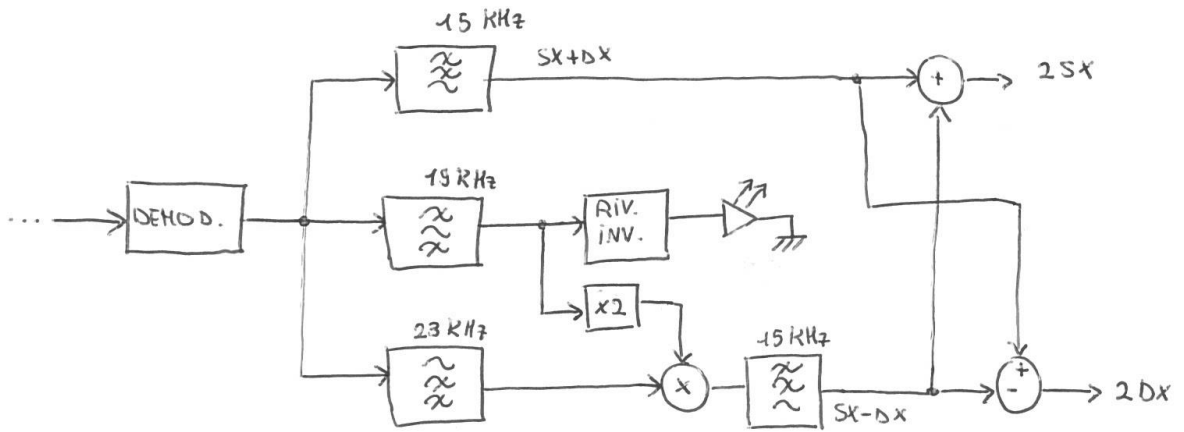 15 KHz
SX+DX
+
2SX
19 KHz
...
DEMOD.
RIV.
INV.
X2
23 KHz
15 KHz
X
SX-DX
+
-
2DX